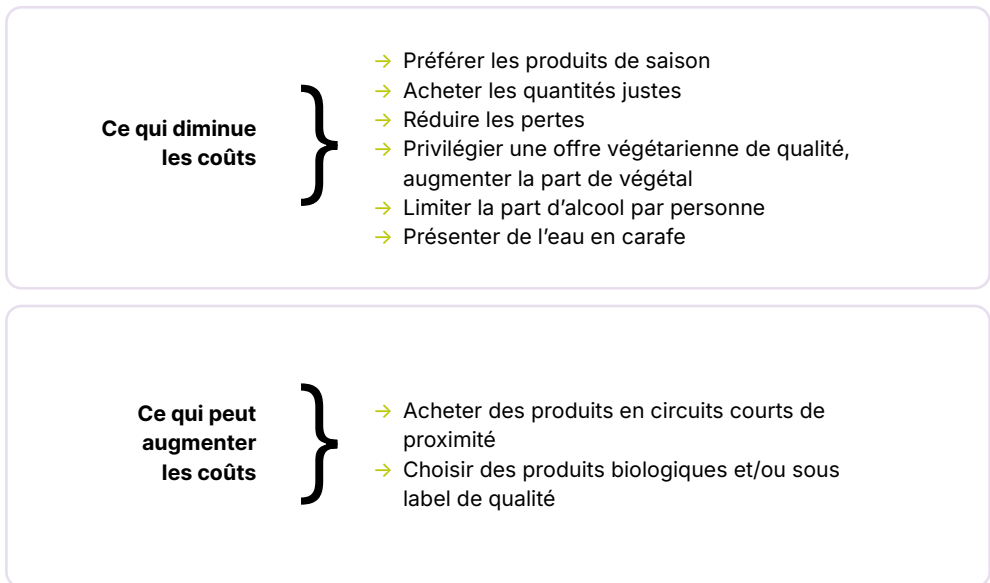 Ce qui diminue
les coûts
→ Préférer les produits de saison
→ Acheter les quantités justes
→ Réduire les pertes
→ Privilégier une offre végétarienne de qualité,
augmenter la part de végétal
→ Limiter la part d’alcool par personne
→ Présenter de l’eau en carafe
Ce qui peut
augmenter
les coûts
→ Acheter des produits en circuits courts de
proximité
→ Choisir des produits biologiques et/ou sous
label de qualité